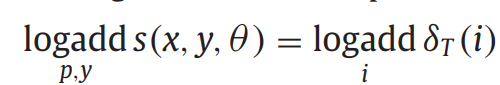 logadd s(x, y, θ) = logadd δ_T(i)
p,y i